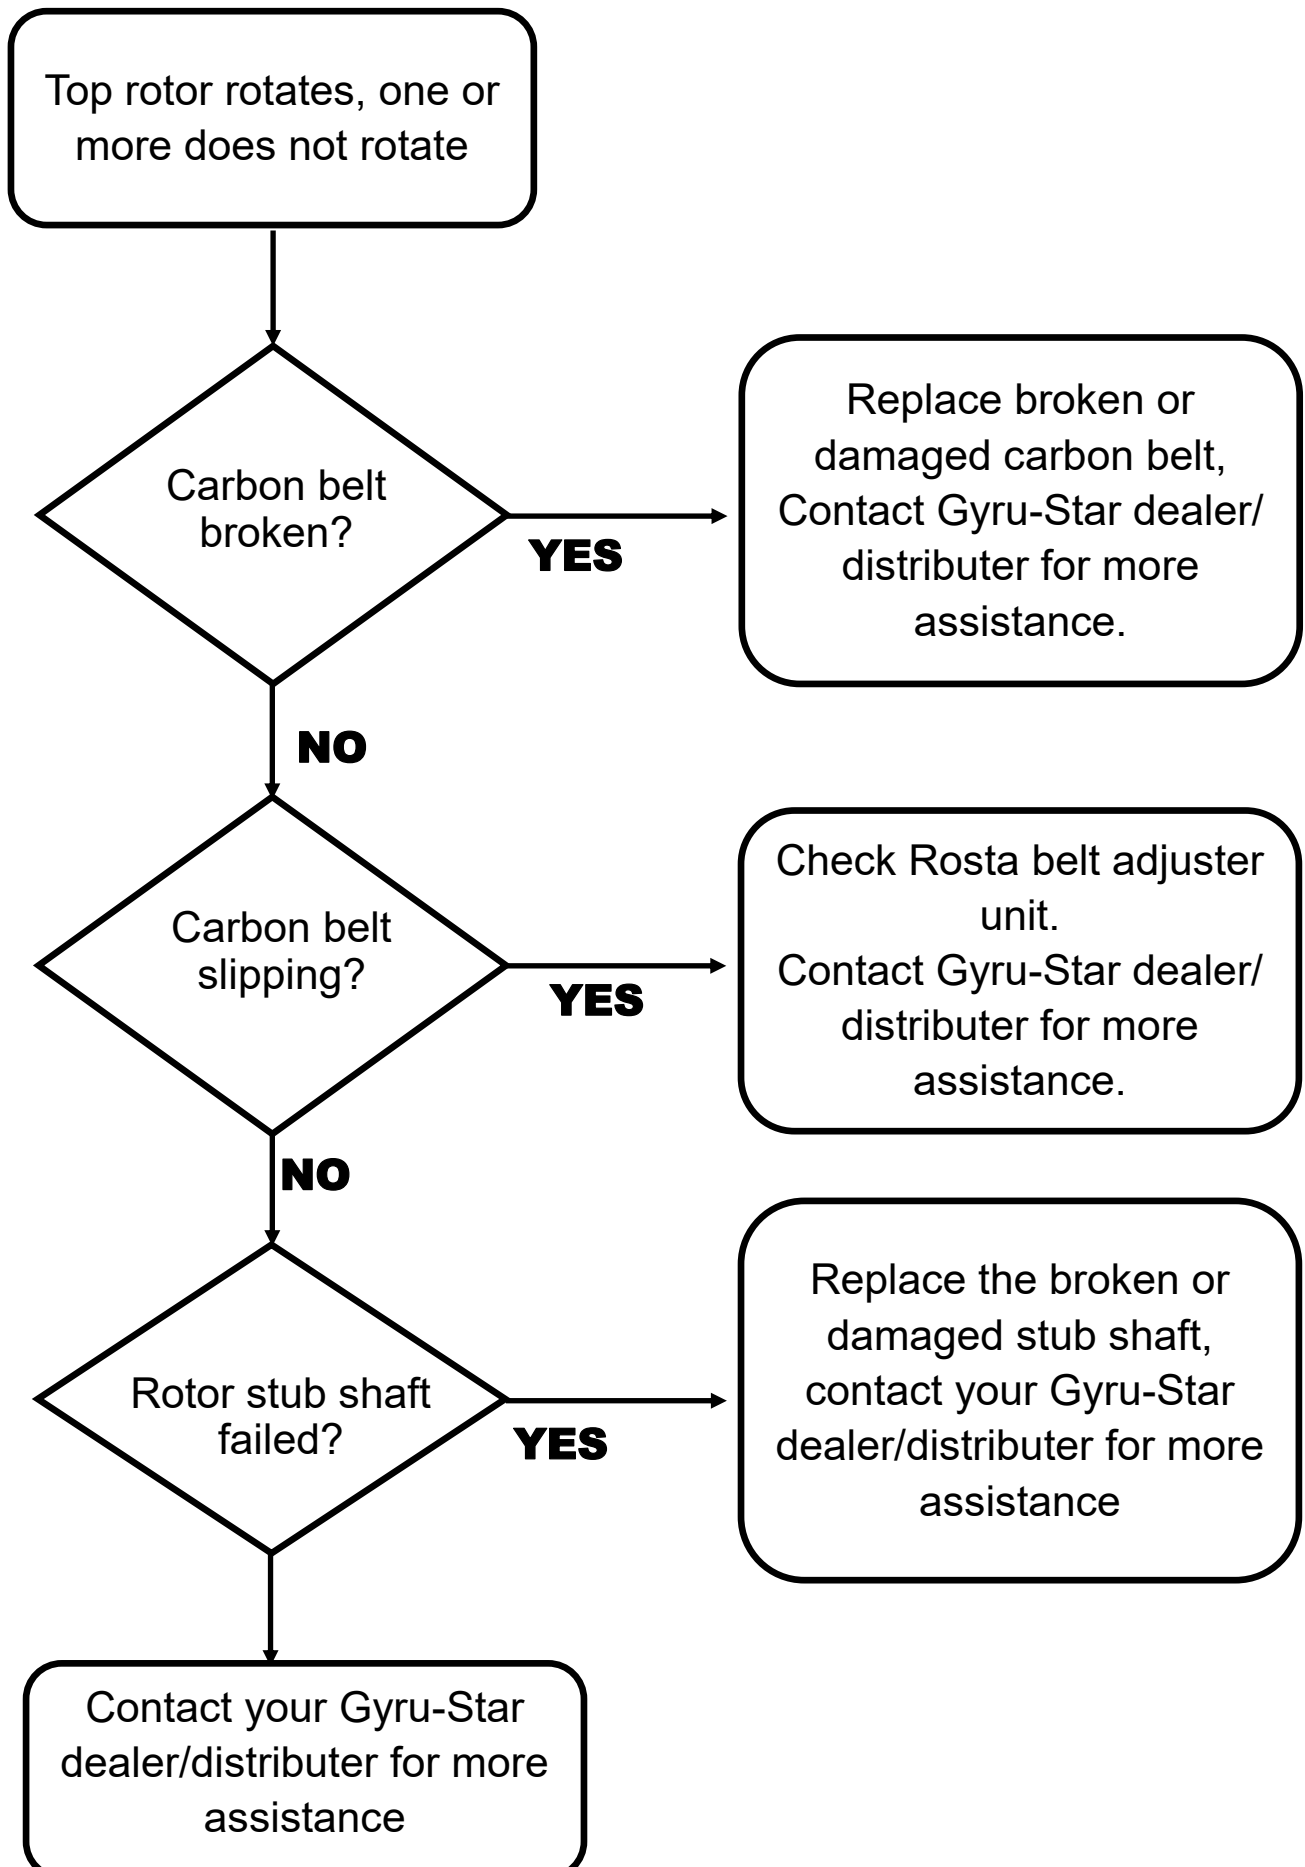 Top rotor rotates, one or
more does not rotate
Carbon belt
broken?
YES
Replace broken or
damaged carbon belt,
Contact Gyru-Star dealer/
distributer for more
assistance.
NO
Carbon belt
slipping?
YES
Check Rosta belt adjuster
unit.
Contact Gyru-Star dealer/
distributer for more
assistance.
NO
Rotor stub shaft
failed?
YES
Replace the broken or
damaged stub shaft,
contact your Gyru-Star
dealer/distributer for more
assistance
Contact your Gyru-Star
dealer/distributer for more
assistance